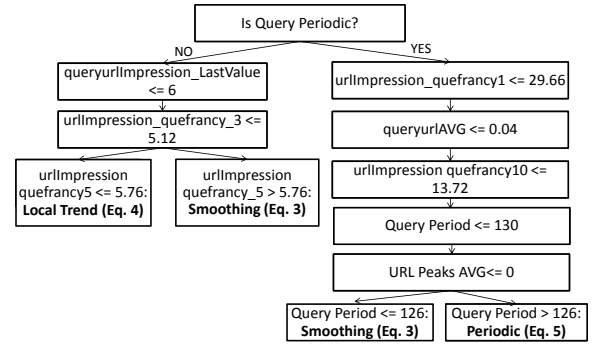 Is Query Periodic?
NO
YES
queryurlImpression_LastValue
<= 6
urlImpression_quefrancy1 <= 29.66
urlImpression_quefrancy_3 <=
5.12
queryurlAVG <= 0.04
urlImpression
quefrancy5 <= 5.76:
Local Trend (Eq. 4)
urlImpression
quefrancy_5 > 5.76:
Smoothing (Eq. 3)
urlImpression quefrancy10 <=
13.72
Query Period <= 130
URL Peaks AVG<= 0
Query Period <= 126:
Smoothing (Eq. 3)
Query Period > 126:
Periodic (Eq. 5)